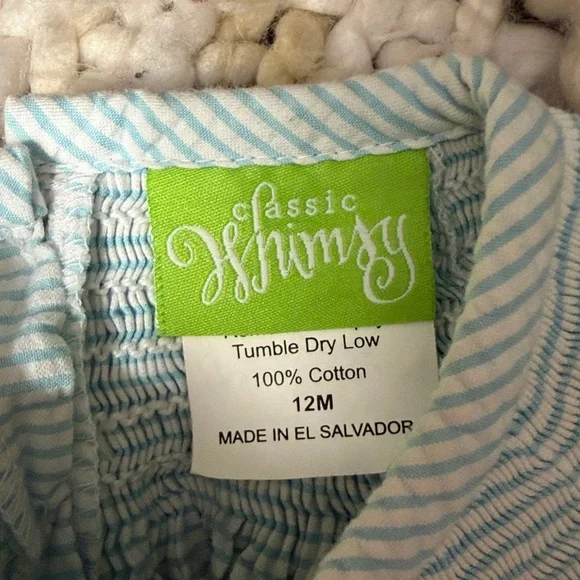 classic
Whimsy
Tumble Dry Low
100% Cotton
12M
MADE IN EL SALVADOR